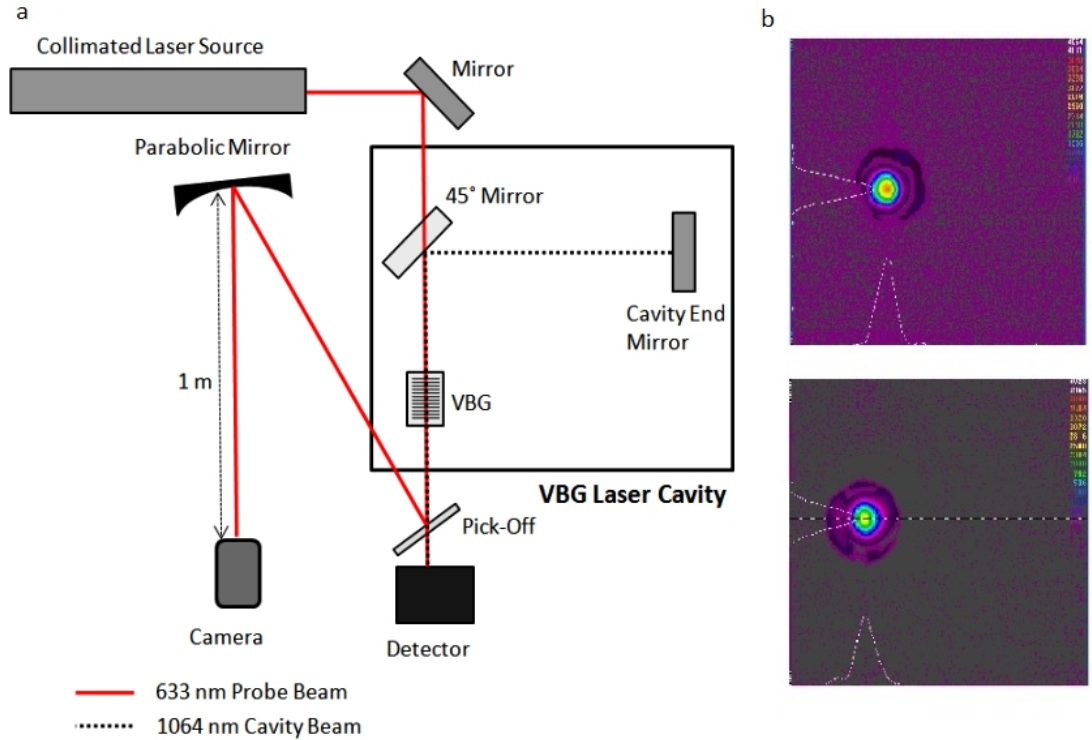 a
b
Collimated Laser Source
Mirror
Parabolic Mirror
45° Mirror
Cavity End
Mirror
1 m
VBG
VBG Laser Cavity
Pick-Off
Camera
Detector
633 nm Probe Beam
1064 nm Cavity Beam